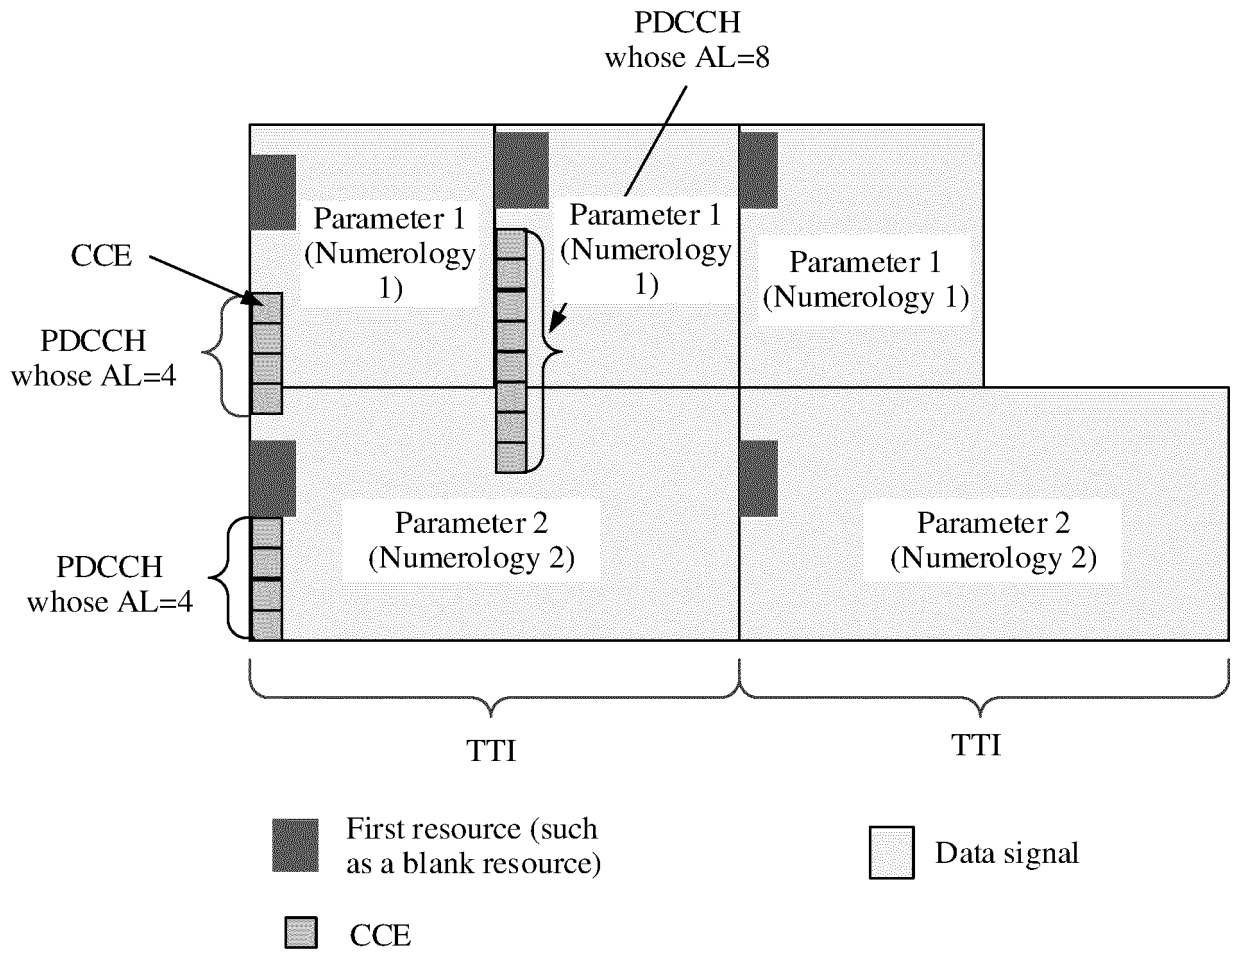 PDCCH
whose AL=8
Parameter 1
(Numerology
1)
Parameter 1
(Numerology
1)
Parameter 1
(Numerology 1)
CCE
PDCCH
whose AL=4
Parameter 2
(Numerology 2)
Parameter 2
(Numerology 2)
PDCCH
whose AL=4
TTI
TTI
First resource (such
as a blank resource)
Data signal
CCE